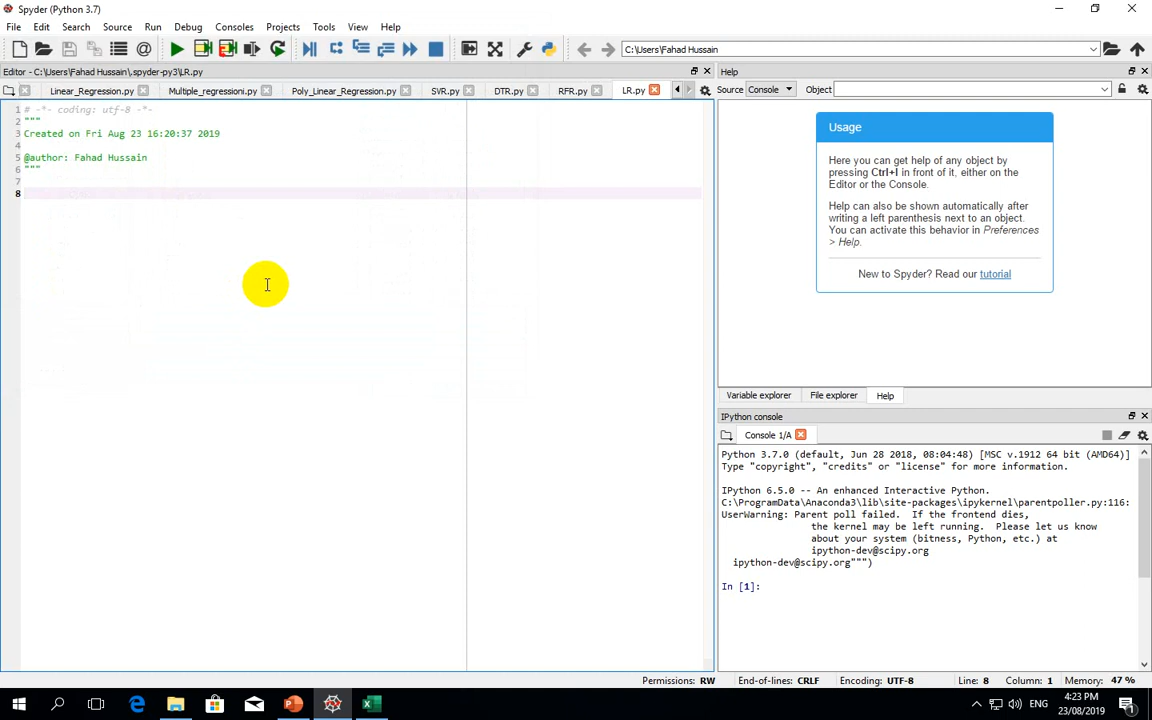 Spyder (Python 3.7)
File Edit Search Source Run Debug Consoles Projects Tools View Help
C:\Users\Fahad Hussain
Editor - C:\Users\Fahad Hussain\.spyder-py3\LR.py
Help
Linear_Regression.py Multiple_regressioni.py Poly_Linear_Regression.py SVR.py DTR.py RFR.py LR.py
Source Console Object
1 # -*- coding: utf-8 -*-
2 """
3 Created on Fri Aug 23 16:20:37 2019
4
5 @author: Fahad Hussain
6 """
7
8
Usage
Here you can get help of any object by
pressing Ctrl+I in front of it, either on the
Editor or the Console.
Help can also be shown automatically after
writing a left parenthesis next to an object.
You can activate this behavior in Preferences
> Help.
New to Spyder? Read our tutorial
Variable explorer File explorer Help
IPython console
Console 1/A
Python 3.7.0 (default, Jun 28 2018, 08:04:48) [MSC v.1912 64 bit (AMD64)]
Type "copyright", "credits" or "license" for more information.
IPython 6.5.0 -- An enhanced Interactive Python.
C:\ProgramData\Anaconda3\lib\site-packages\ipykernel\parentpoller.py:116:
UserWarning: Parent poll failed. If the frontend dies,
the kernel may be left running. Please let us know
about your system (bitness, Python, etc.) at
ipython-dev@scipy.org
ipython-dev@scipy.org""")
In [1]:
Permissions: RW End-of-lines: CRLF Encoding: UTF-8 Line: 8 Column: 1 Memory: 47 %
ENG
4:23 PM
23/08/2019
1